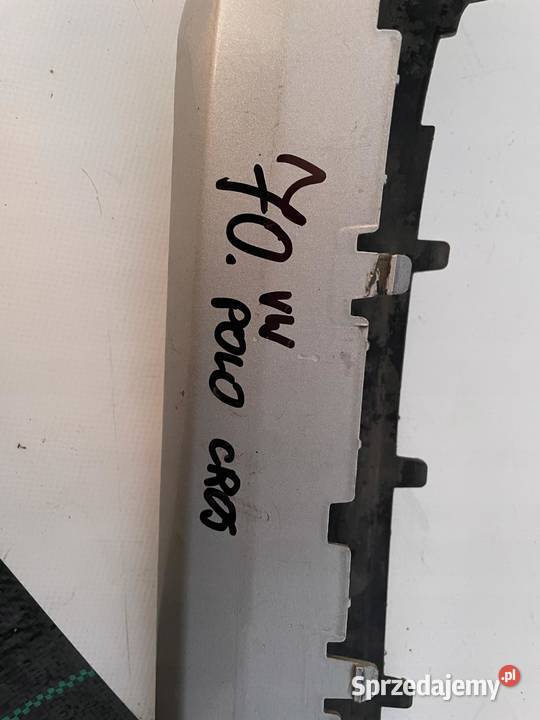 N
VW
70. POLO CROS
Sprzedajemy.pl